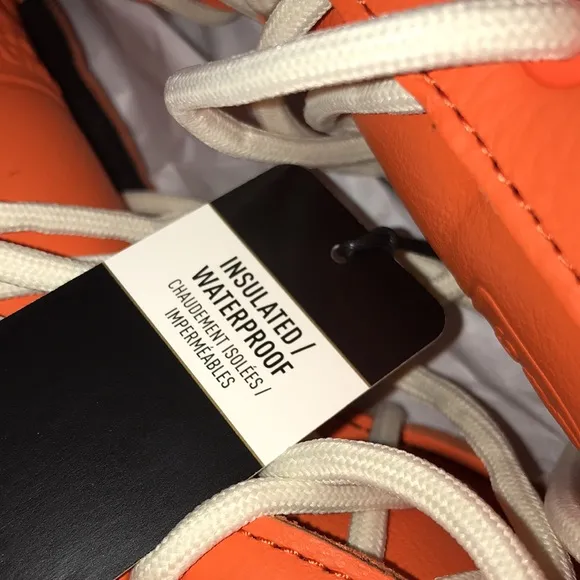 INSULATED/
WATERPROOF
CHAUDEMENT ISOLÉES /
IMPERMÉABLES